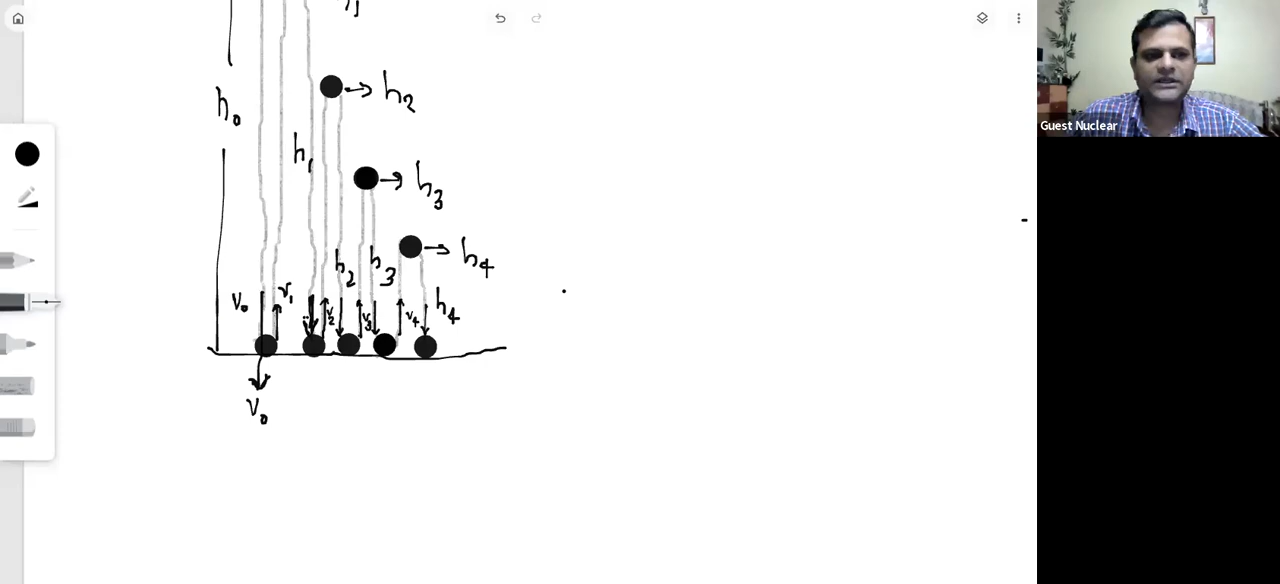 h₂
h₀
h₁
h₃
h₄
h₂ h₃
v₀ v₁ v₂ v₃ v₄ h₄
v₀
Guest Nuclear